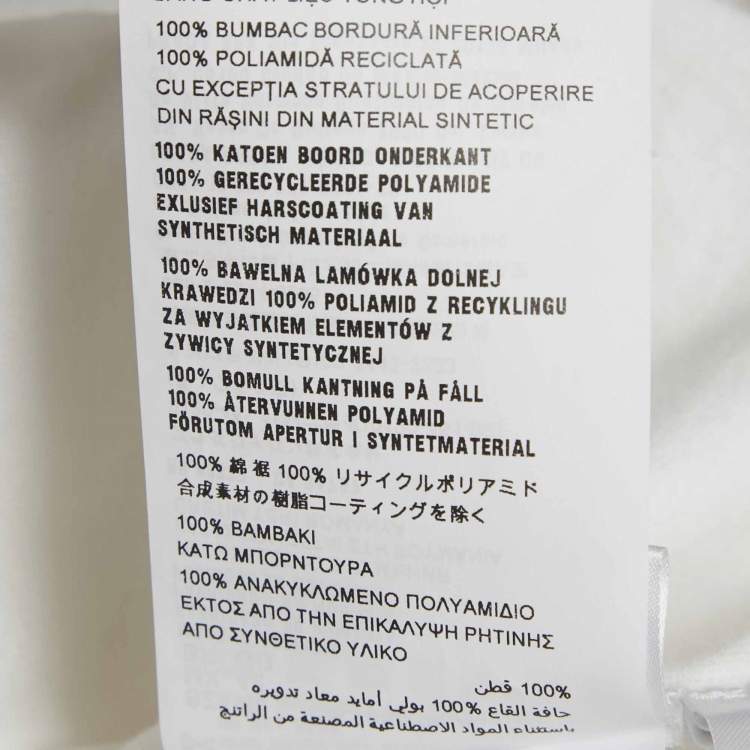 100% BUMBAC BORDURĂ INFERIOARĂ
100% POLIAMIDĂ RECICLATĂ
CU EXCEPȚIA STRATULUI DE ACOPERIRE
DIN RĂȘINI DIN MATERIAL SINTETIC
100% KATOEN BOORD ONDERKANT
100% GERECYCLEERDE POLYAMIDE
EXLUSIEF HARSCOATING VAN
SYNTHETiSCH MATERIAAL
100% BAWELNA LAMÓWKA DOLNEJ
KRAWEDZI 100% POLIAMID Z RECYKLINGU
ZA WYJATKIEM ELEMENTÓW Z
ZYWICY SYNTETYCZNEJ
100% BOMULL KANTNING PÅ FÅLL
100% ÅTERVUNNEN POLYAMID
FÖRUTOM APERTUR I SYNTETMATERIAL
100% 綿 裾 100% リサイクルポリアミド
合成素材の樹脂コーティングを除く
100% ΒΑΜΒΑΚΙ
ΚΑΤΩ ΜΠΟΡΝΤΟΥΡΑ
100% ΑΝΑΚΥΚΛΩΜΕΝΟ ΠΟΛΥΑΜΙΔΙΟ
ΕΚΤΟΣ ΑΠΟ ΤΗΝ ΕΠΙΚΑΛΥΨΗ ΡΗΤΙΝΗΣ
ΑΠΟ ΣΥΝΘΕΤΙΚΟ ΥΛΙΚΟ
100% قطن
حافة القاع 100% بولي أمايد معاد تدويره
باستثناء المواد الاصطناعية المصنعة من الراتنج